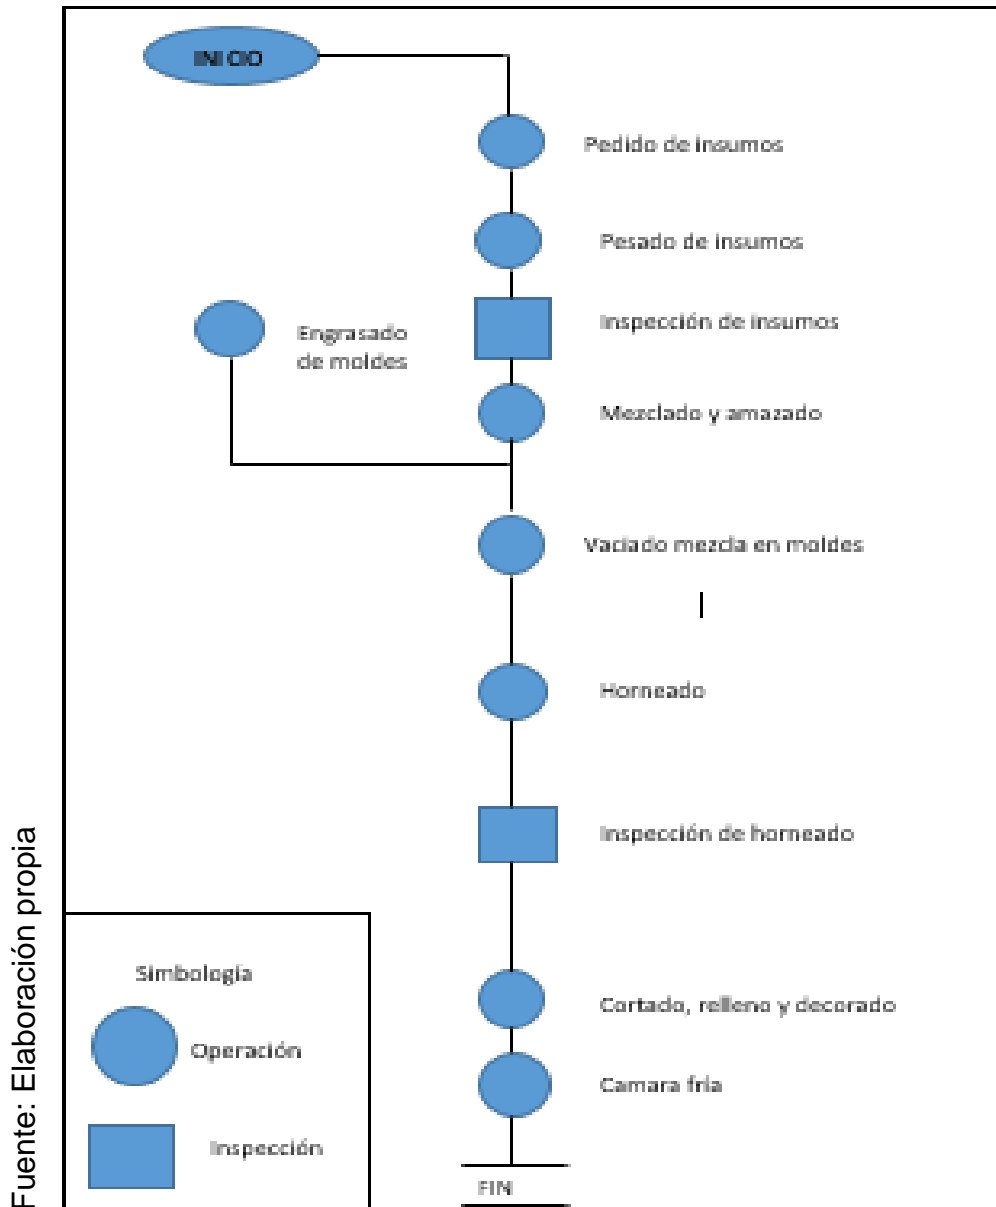 INICIO
Pedido de insumos
Pesado de insumos
Inspección de insumos
Engrasado
de moldes
Mezclado y amazado
Vaciado mezcla en moldes
Horneado
Inspección de horneado
Cortado, relleno y decorado
Camara fria
FIN
Simbología
Operación
Inspección
Fuente: Elaboración propia